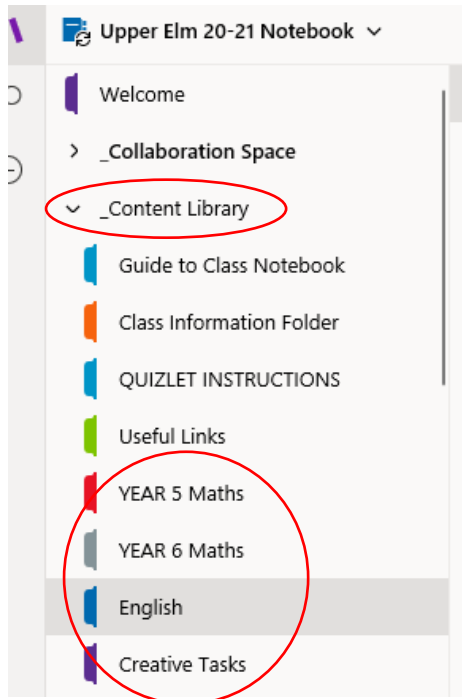 Upper Elm 20-21 Notebook
Welcome
_Collaboration Space
_Content Library
Guide to Class Notebook
Class Information Folder
QUIZLET INSTRUCTIONS
Useful Links
YEAR 5 Maths
YEAR 6 Maths
English
Creative Tasks